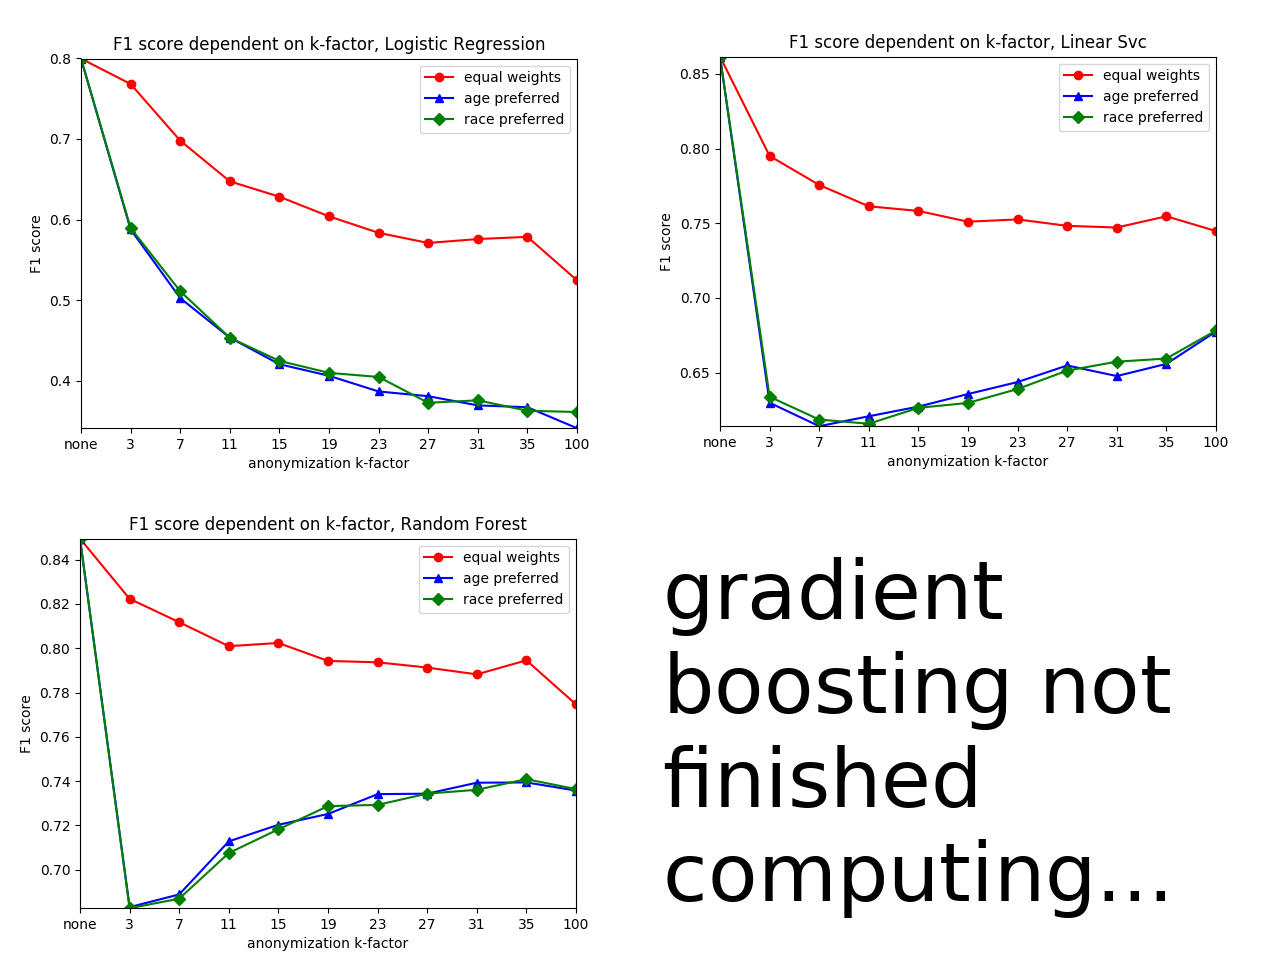 F1 score dependent on k-factor, Logistic Regression
0.8
0.7
0.6
0.5
0.4
F1 score
equal weights
age preferred
race preferred
none 3 7 11 15 19 23 27 31 35 100
anonymization k-factor
F1 score dependent on k-factor, Linear Svc
0.85
0.80
0.75
0.70
0.65
F1 score
equal weights
age preferred
race preferred
none 3 7 11 15 19 23 27 31 35 100
anonymization k-factor
F1 score dependent on k-factor, Random Forest
0.84
0.82
0.80
0.78
0.76
0.74
0.72
0.70
F1 score
equal weights
age preferred
race preferred
none 3 7 11 15 19 23 27 31 35 100
anonymization k-factor
gradient
boosting not
finished
computing...